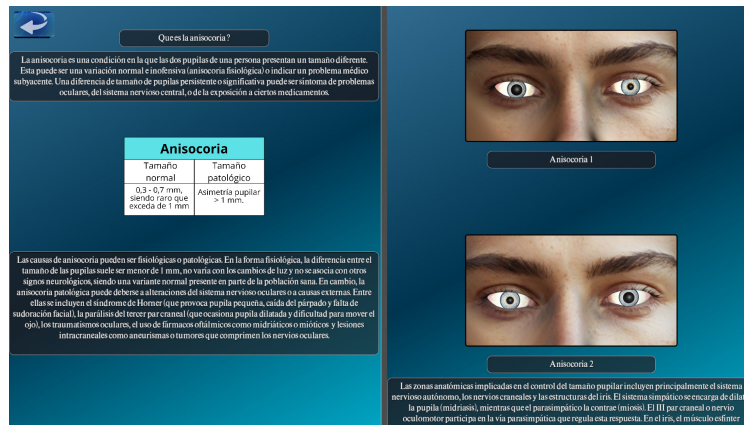 Que es la anisocoria ?
La anisocoria es una condición en la que las dos pupilas de una persona presentan un tamaño diferente.
Esta puede ser una variación normal e inofensiva (anisocoria fisiológica) o indicar un problema médico
subyacente. Una diferencia de tamaño de pupilas persistente o significativa puede ser síntoma de problemas
oculares, del sistema nervioso central, o de la exposición a ciertos medicamentos.
Anisocoria
Tamaño normal
Tamaño patológico
0,3 - 0,7 mm,
siendo raro que
exceda de 1 mm
Asimetría pupilar
> 1 mm.
Las causas de anisocoria pueden ser fisiológicas o patológicas. En la forma fisiológica, la diferencia entre el
tamaño de las pupilas suele ser menor de 1 mm, no varía con los cambios de luz y no se asocia con otros
signos neurológicos, siendo una variante normal presente en parte de la población sana. En cambio, la
anisocoria patológica puede deberse a alteraciones del sistema nervioso oculares o a causas externas. Entre
ellas se incluyen el síndrome de Horner (que provoca pupila pequeña, caída del párpado y falta de
sudoración facial), la parálisis del tercer par craneal (que ocasiona pupila dilatada y dificultad para mover el
ojo), los traumatismos oculares, el uso de fármacos oftálmicos como midriáticos o mióticos y lesiones
intracraneales como aneurismas o tumores que comprimen los nervios oculares.
Anisocoria 1
Anisocoria 2
Las zonas anatómicas implicadas en el control del tamaño pupilar incluyen principalmente el sistema
nervioso autónomo, los nervios craneales y las estructuras del iris. El sistema simpático se encarga de dilat
la pupila (midriasis), mientras que el parasimpático la contrae (miosis). El III par craneal o nervio
oculomotor participa en la vía parasimpática que regula esta respuesta. En el iris, el músculo esfínter